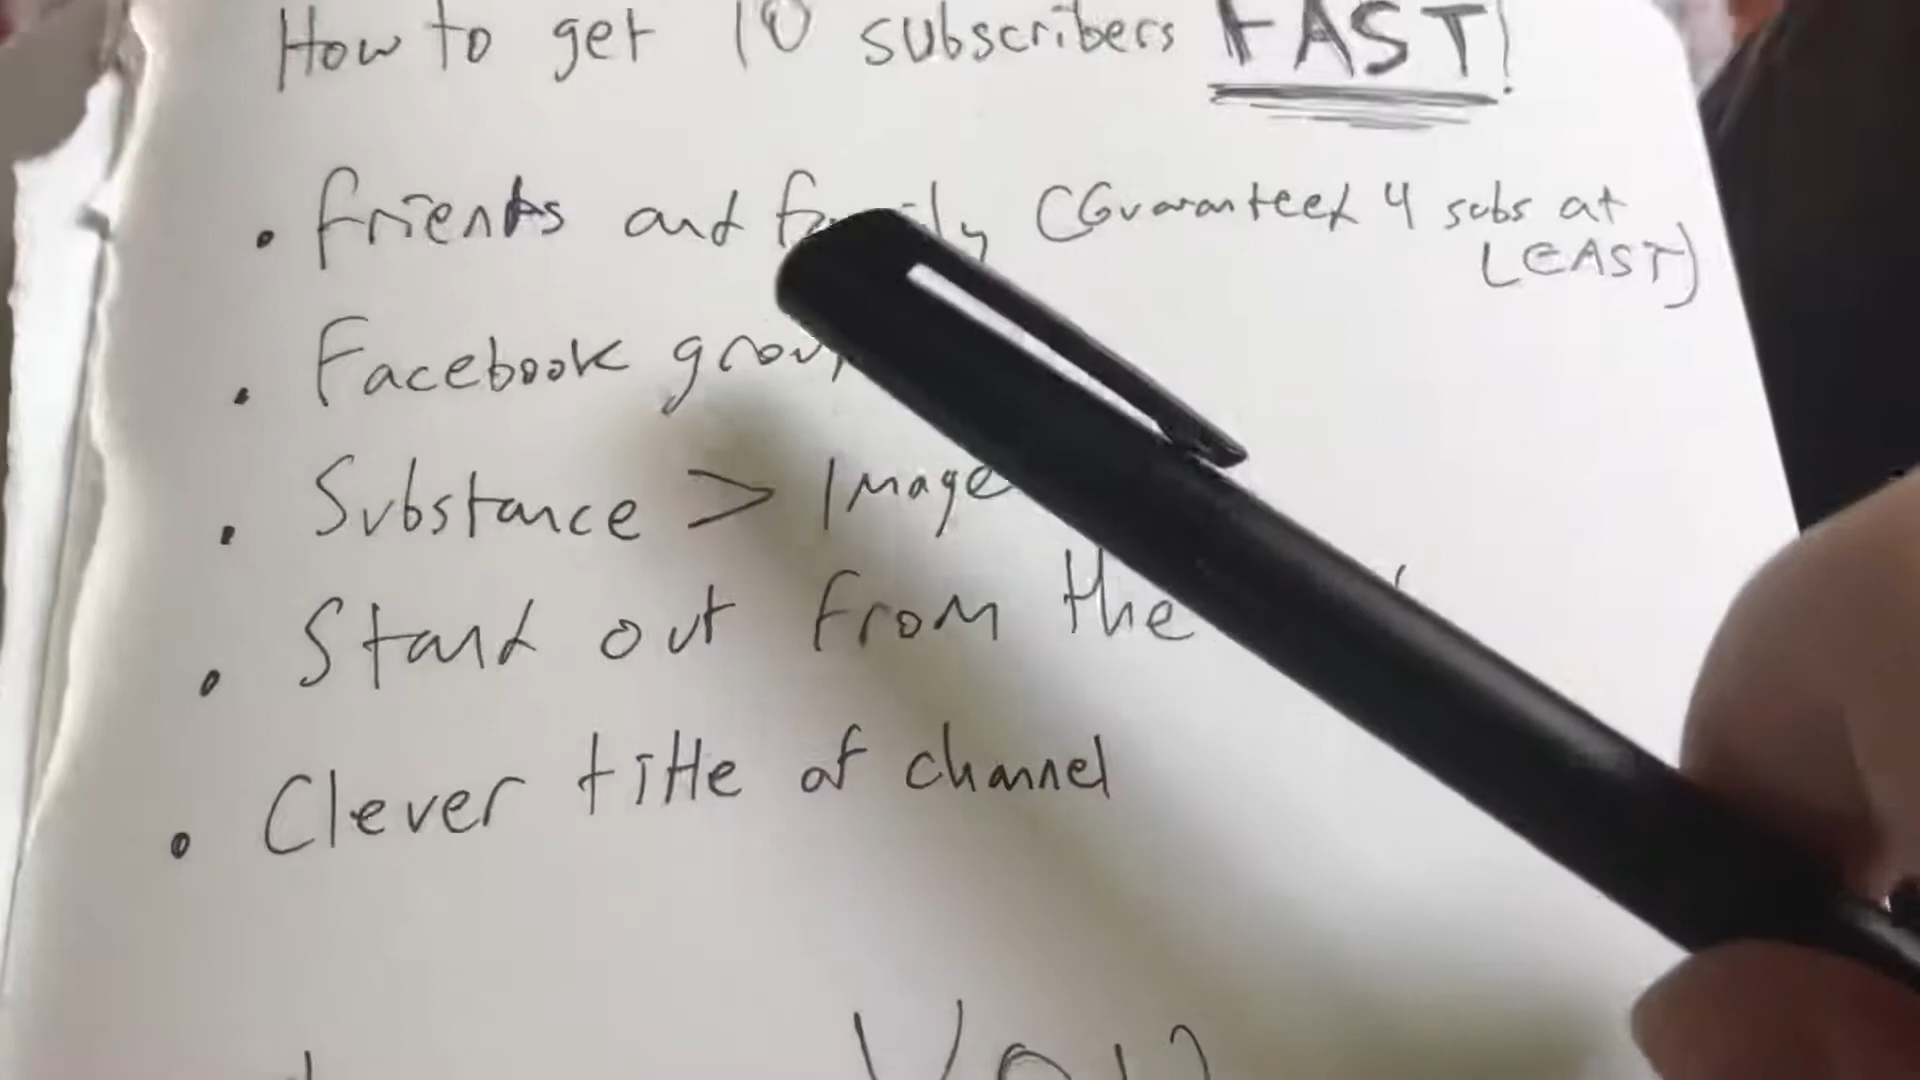 How to get 10 subscribers FAST!
• Friends and family (Guaranteed 4 subs at
LEAST)
• Facebook
• Substance > Image
• Stand out from the
• Clever title of channel